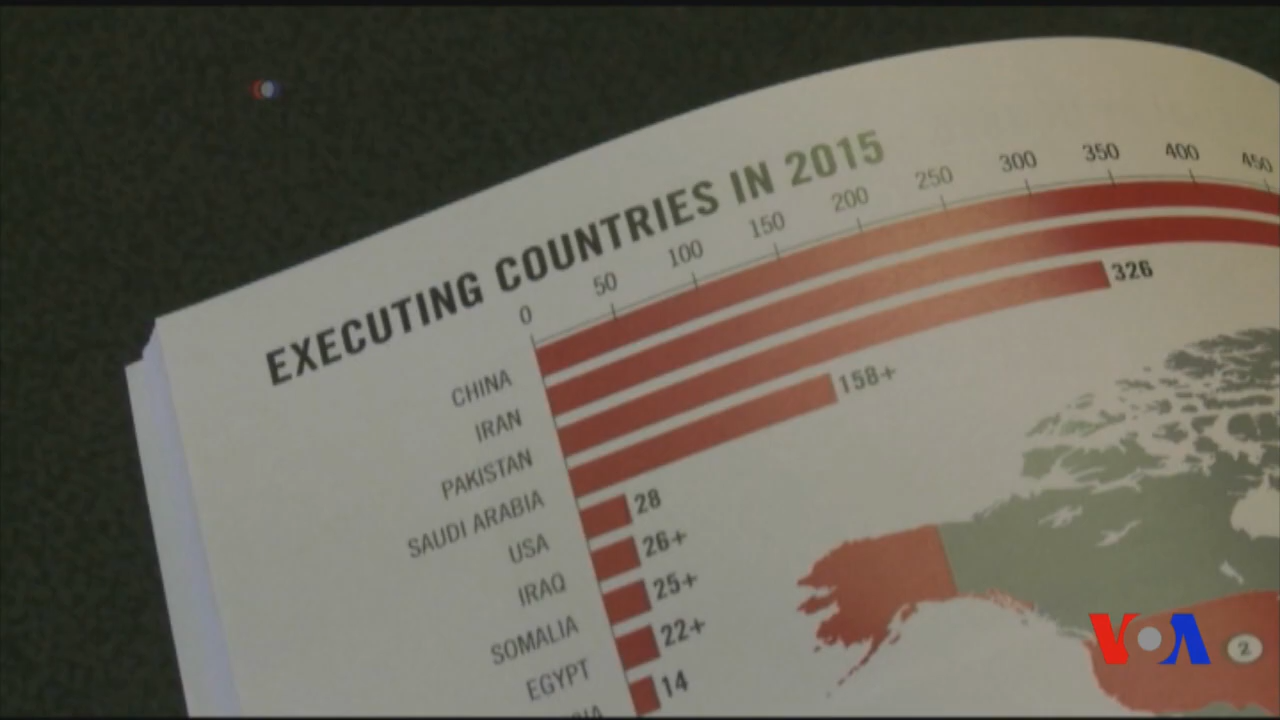 EXECUTING COUNTRIES IN 2015
0 50 100 150 200 250 300 350 400 450
CHINA
IRAN
PAKISTAN 326
SAUDI ARABIA 158+
USA 28
IRAQ 26+
SOMALIA 25+
EGYPT 22+
14
2
VOA